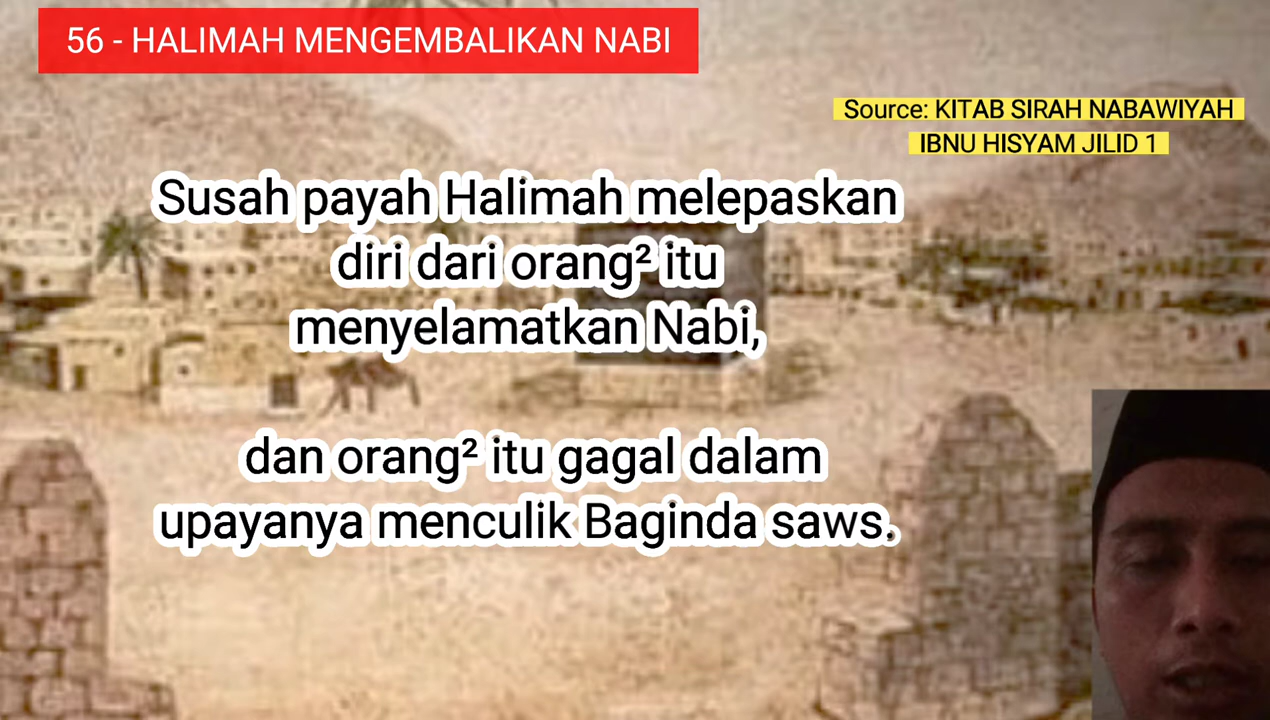 56 - HALIMAH MENGEMBALIKAN NABI
Source: KITAB SIRAH NABAWIYAH
IBNU HISYAM JILID 1
Susah payah Halimah melepaskan
diri dari orang² itu
menyelamatkan Nabi,
dan orang² itu gagal dalam
upayanya menculik Baginda saws.